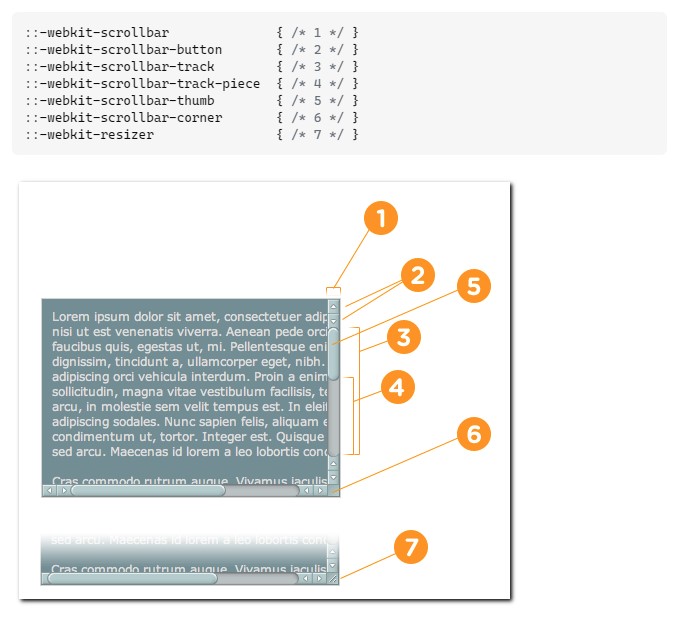 ::-webkit-scrollbar { /* 1 */ }
::-webkit-scrollbar-button { /* 2 */ }
::-webkit-scrollbar-track { /* 3 */ }
::-webkit-scrollbar-track-piece { /* 4 */ }
::-webkit-scrollbar-thumb { /* 5 */ }
::-webkit-scrollbar-corner { /* 6 */ }
::-webkit-resizer { /* 7 */ }
1
2
5
3
4
6
7
Lorem ipsum dolor sit amet, consectetuer adip
nisi ut est venenatis viverra. Aenean pede orci
faucibus quis, egestas ut, mi. Pellentesque eni
dignissim, tincidunt a, ullamcorper eget, nibh.
adipiscing orci vehicula interdum. Proin a enim
sollicitudin, magna vitae vestibulum facilisis, te
arcu, in molestie sem velit tempus est. In eleif
adipiscing sodales. Nunc sapien felis, aliquam e
condimentum ut, tortor. Integer est. Quisque
sed arcu. Maecenas id lorem a leo lobortis cond
Cras commodo rutrum augue. Vivamus iaculis
sed arcu. Maecenas id lorem a leo lobortis cond
Cras commodo rutrum augue. Vivamus iaculis